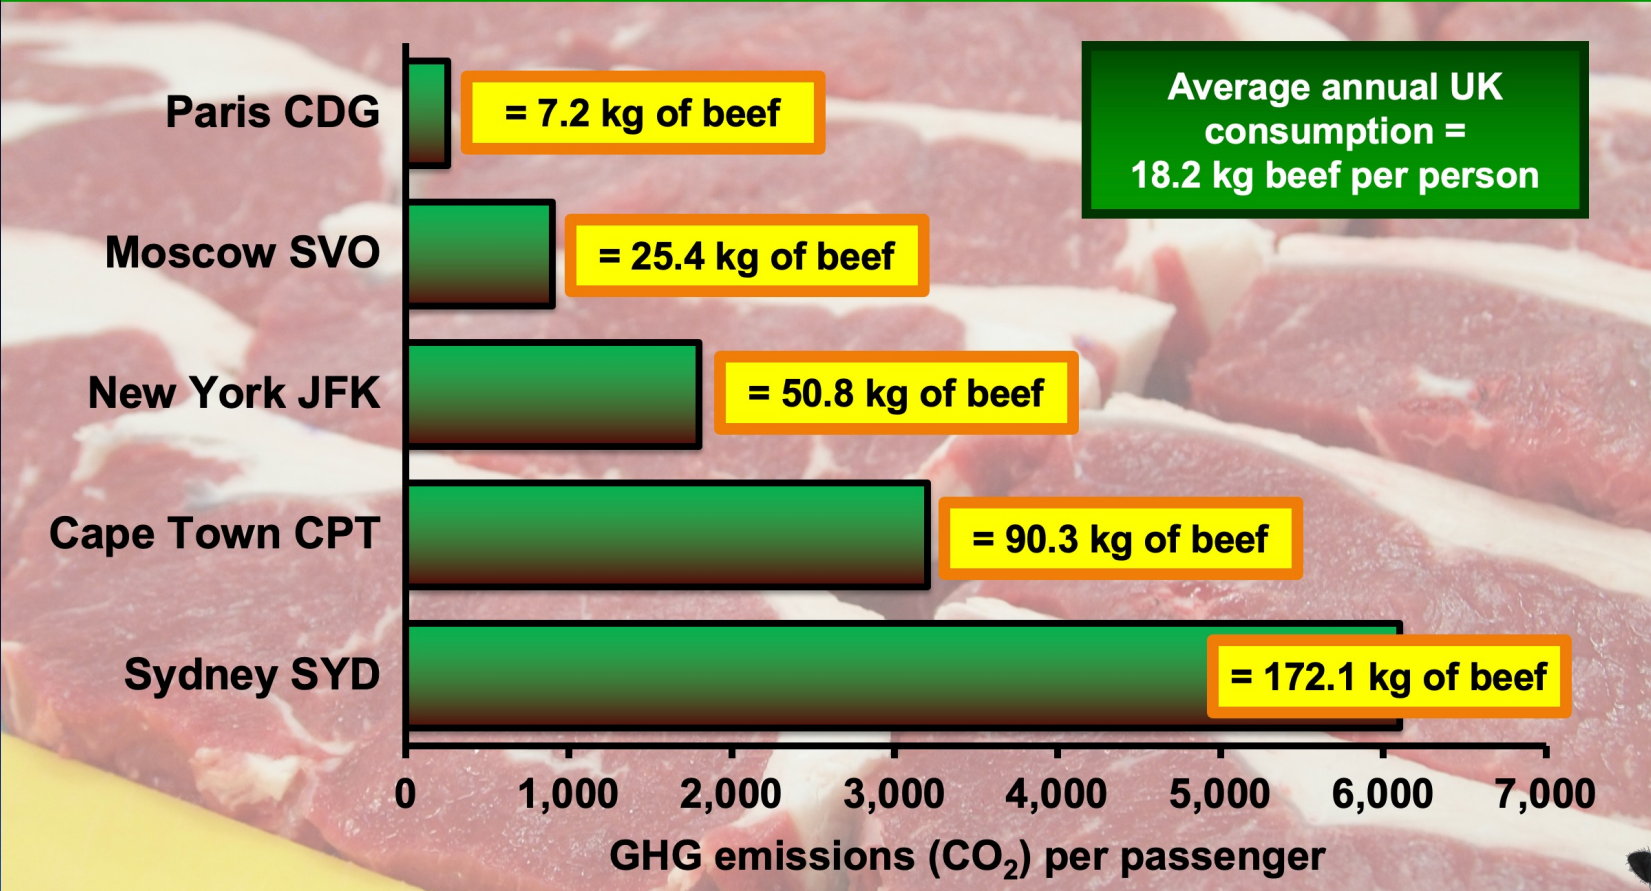 Average annual UK
consumption =
18.2 kg beef per person
Paris CDG
= 7.2 kg of beef
Moscow SVO
= 25.4 kg of beef
New York JFK
= 50.8 kg of beef
Cape Town CPT
= 90.3 kg of beef
Sydney SYD
= 172.1 kg of beef
0 1,000 2,000 3,000 4,000 5,000 6,000 7,000
GHG emissions (CO₂) per passenger